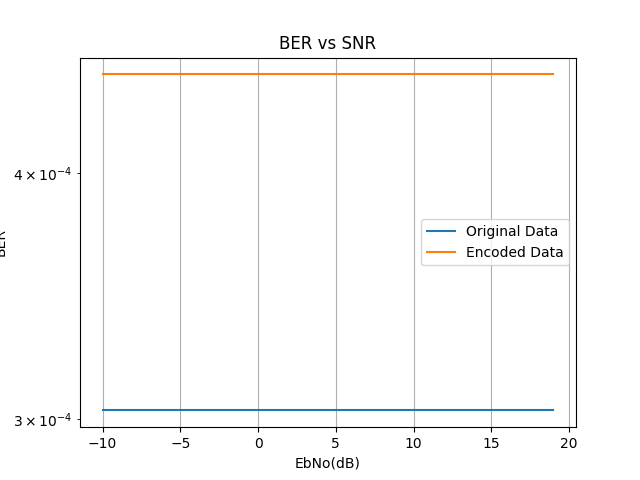 BER vs SNR
4 × 10⁻⁴
BER
Original Data
Encoded Data
3 × 10⁻⁴
−10 −5 0 5 10 15 20
EbNo(dB)